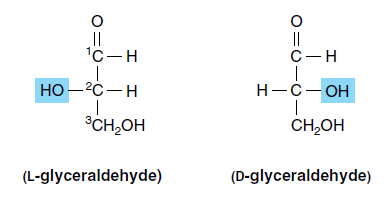 O O
¹C — H C — H
HO — ²C — H H — C — OH
³CH₂OH CH₂OH
(L-glyceraldehyde) (D-glyceraldehyde)